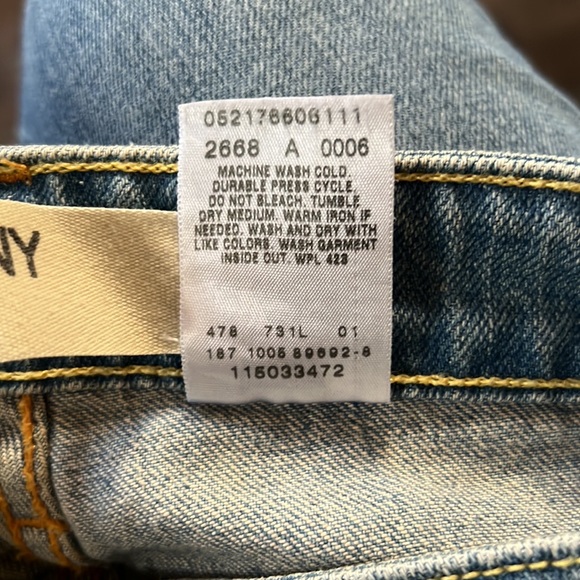 052178606111
2668 A 0006
MACHINE WASH COLD.
DURABLE PRESS CYCLE.
DO NOT BLEACH. TUMBLE
DRY MEDIUM. WARM IRON IF
NEEDED. WASH AND DRY WITH
LIKE COLORS. WASH GARMENT
INSIDE OUT. WPL 423
NY
478 731L 01
187 1005 89692-8
115033472